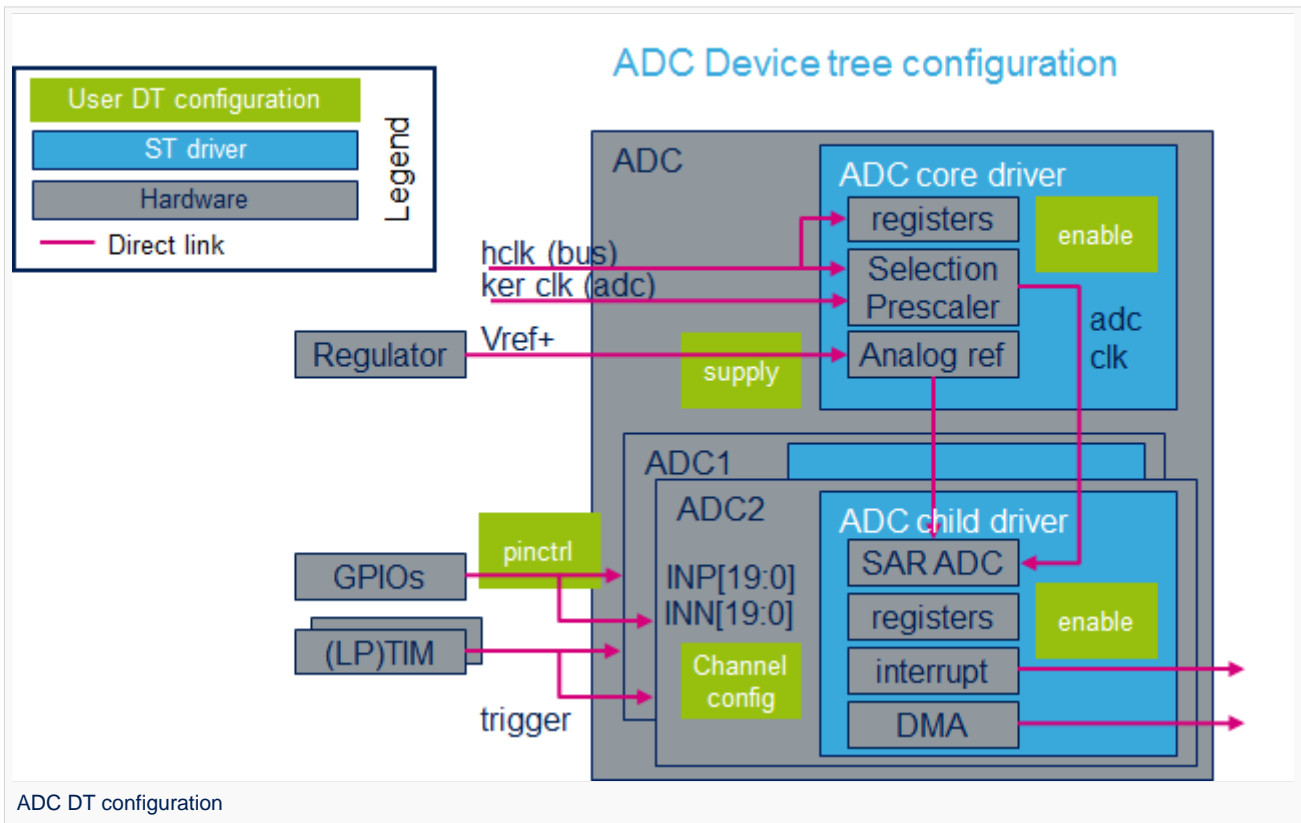 ADC Device tree configuration
User DT configuration
ST driver
Hardware
Direct link
Legend
ADC
ADC core driver
registers
enable
hclk (bus)
Selection
Prescaler
ker clk (adc)
adc
clk
Regulator
Vref+
supply
Analog ref
ADC1
ADC2
ADC child driver
pinctrl
GPIOs
INP[19:0]
INN[19:0]
SAR ADC
registers
enable
(LP)TIM
Channel
config
interrupt
trigger
DMA
ADC DT configuration